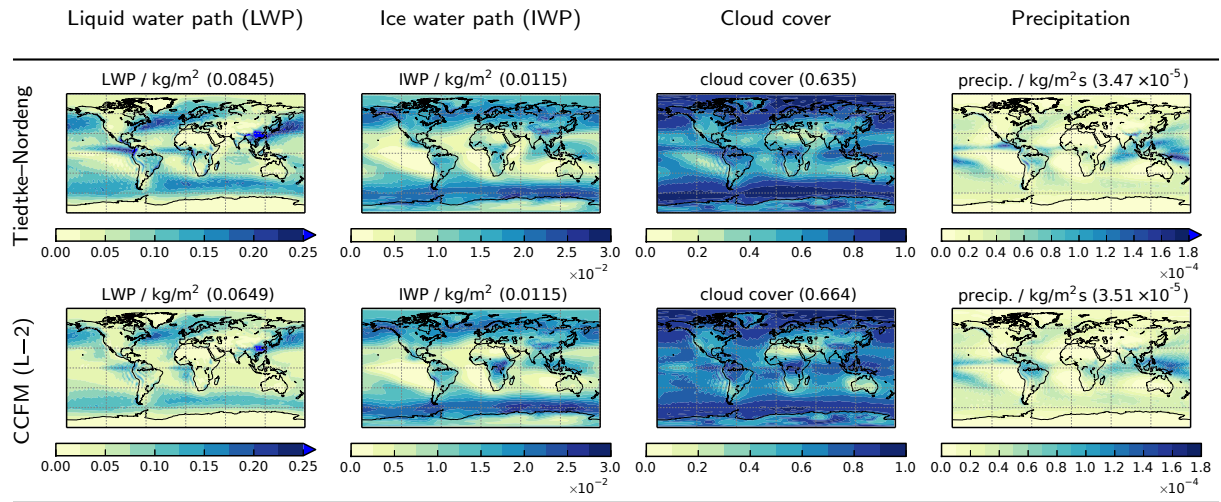 Liquid water path (LWP) Ice water path (IWP) Cloud cover Precipitation
Tiedtke–Nordeng
LWP / kg/m² (0.0845) IWP / kg/m² (0.0115) cloud cover (0.635) precip. / kg/m²s (3.47 ×10⁻⁵)
0.00 0.05 0.10 0.15 0.20 0.25 0.0 0.5 1.0 1.5 2.0 2.5 3.0 0.0 0.2 0.4 0.6 0.8 1.0 0.0 0.2 0.4 0.6 0.8 1.0 1.2 1.4 1.6 1.8
×10⁻² ×10⁻⁴
CCFM (L−2)
LWP / kg/m² (0.0649) IWP / kg/m² (0.0115) cloud cover (0.664) precip. / kg/m²s (3.51 ×10⁻⁵)
0.00 0.05 0.10 0.15 0.20 0.25 0.0 0.5 1.0 1.5 2.0 2.5 3.0 0.0 0.2 0.4 0.6 0.8 1.0 0.0 0.2 0.4 0.6 0.8 1.0 1.2 1.4 1.6 1.8
×10⁻² ×10⁻⁴